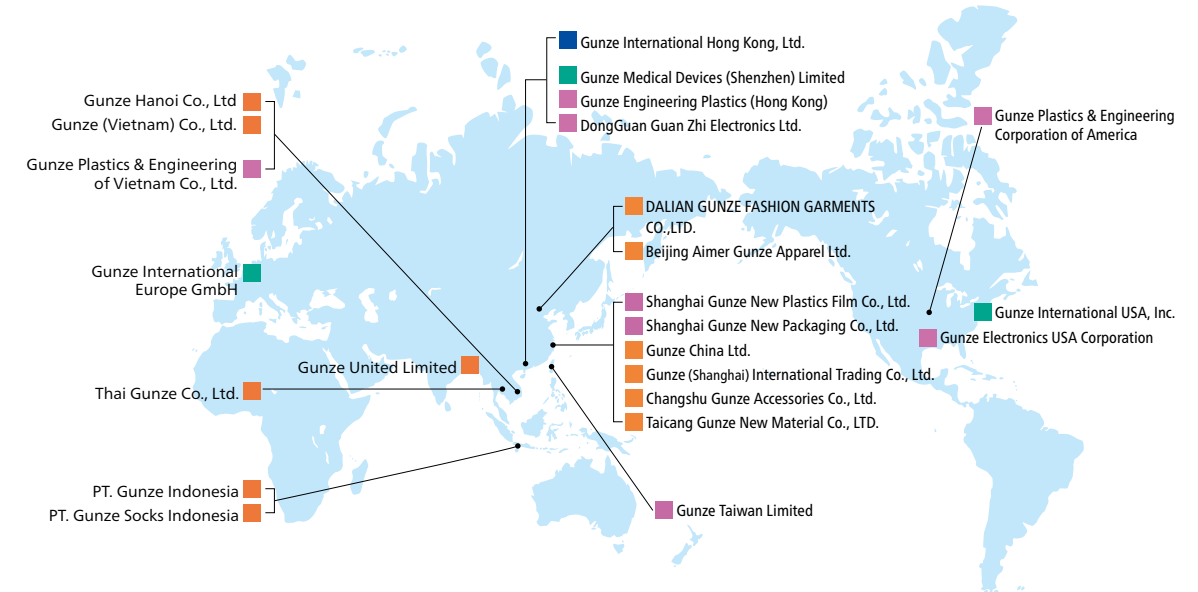 Gunze International Hong Kong, Ltd.
Gunze Medical Devices (Shenzhen) Limited
Gunze Engineering Plastics (Hong Kong)
DongGuan Guan Zhi Electronics Ltd.
Gunze Hanoi Co., Ltd
Gunze (Vietnam) Co., Ltd.
Gunze Plastics & Engineering
of Vietnam Co., Ltd.
Gunze Plastics & Engineering
Corporation of America
DALIAN GUNZE FASHION GARMENTS
CO.,LTD.
Beijing Aimer Gunze Apparel Ltd.
Gunze International
Europe GmbH
Shanghai Gunze New Plastics Film Co., Ltd.
Shanghai Gunze New Packaging Co., Ltd.
Gunze China Ltd.
Gunze (Shanghai) International Trading Co., Ltd.
Changshu Gunze Accessories Co., Ltd.
Taicang Gunze New Material Co., LTD.
Gunze International USA, Inc.
Gunze Electronics USA Corporation
Gunze United Limited
Thai Gunze Co., Ltd.
PT. Gunze Indonesia
PT. Gunze Socks Indonesia
Gunze Taiwan Limited